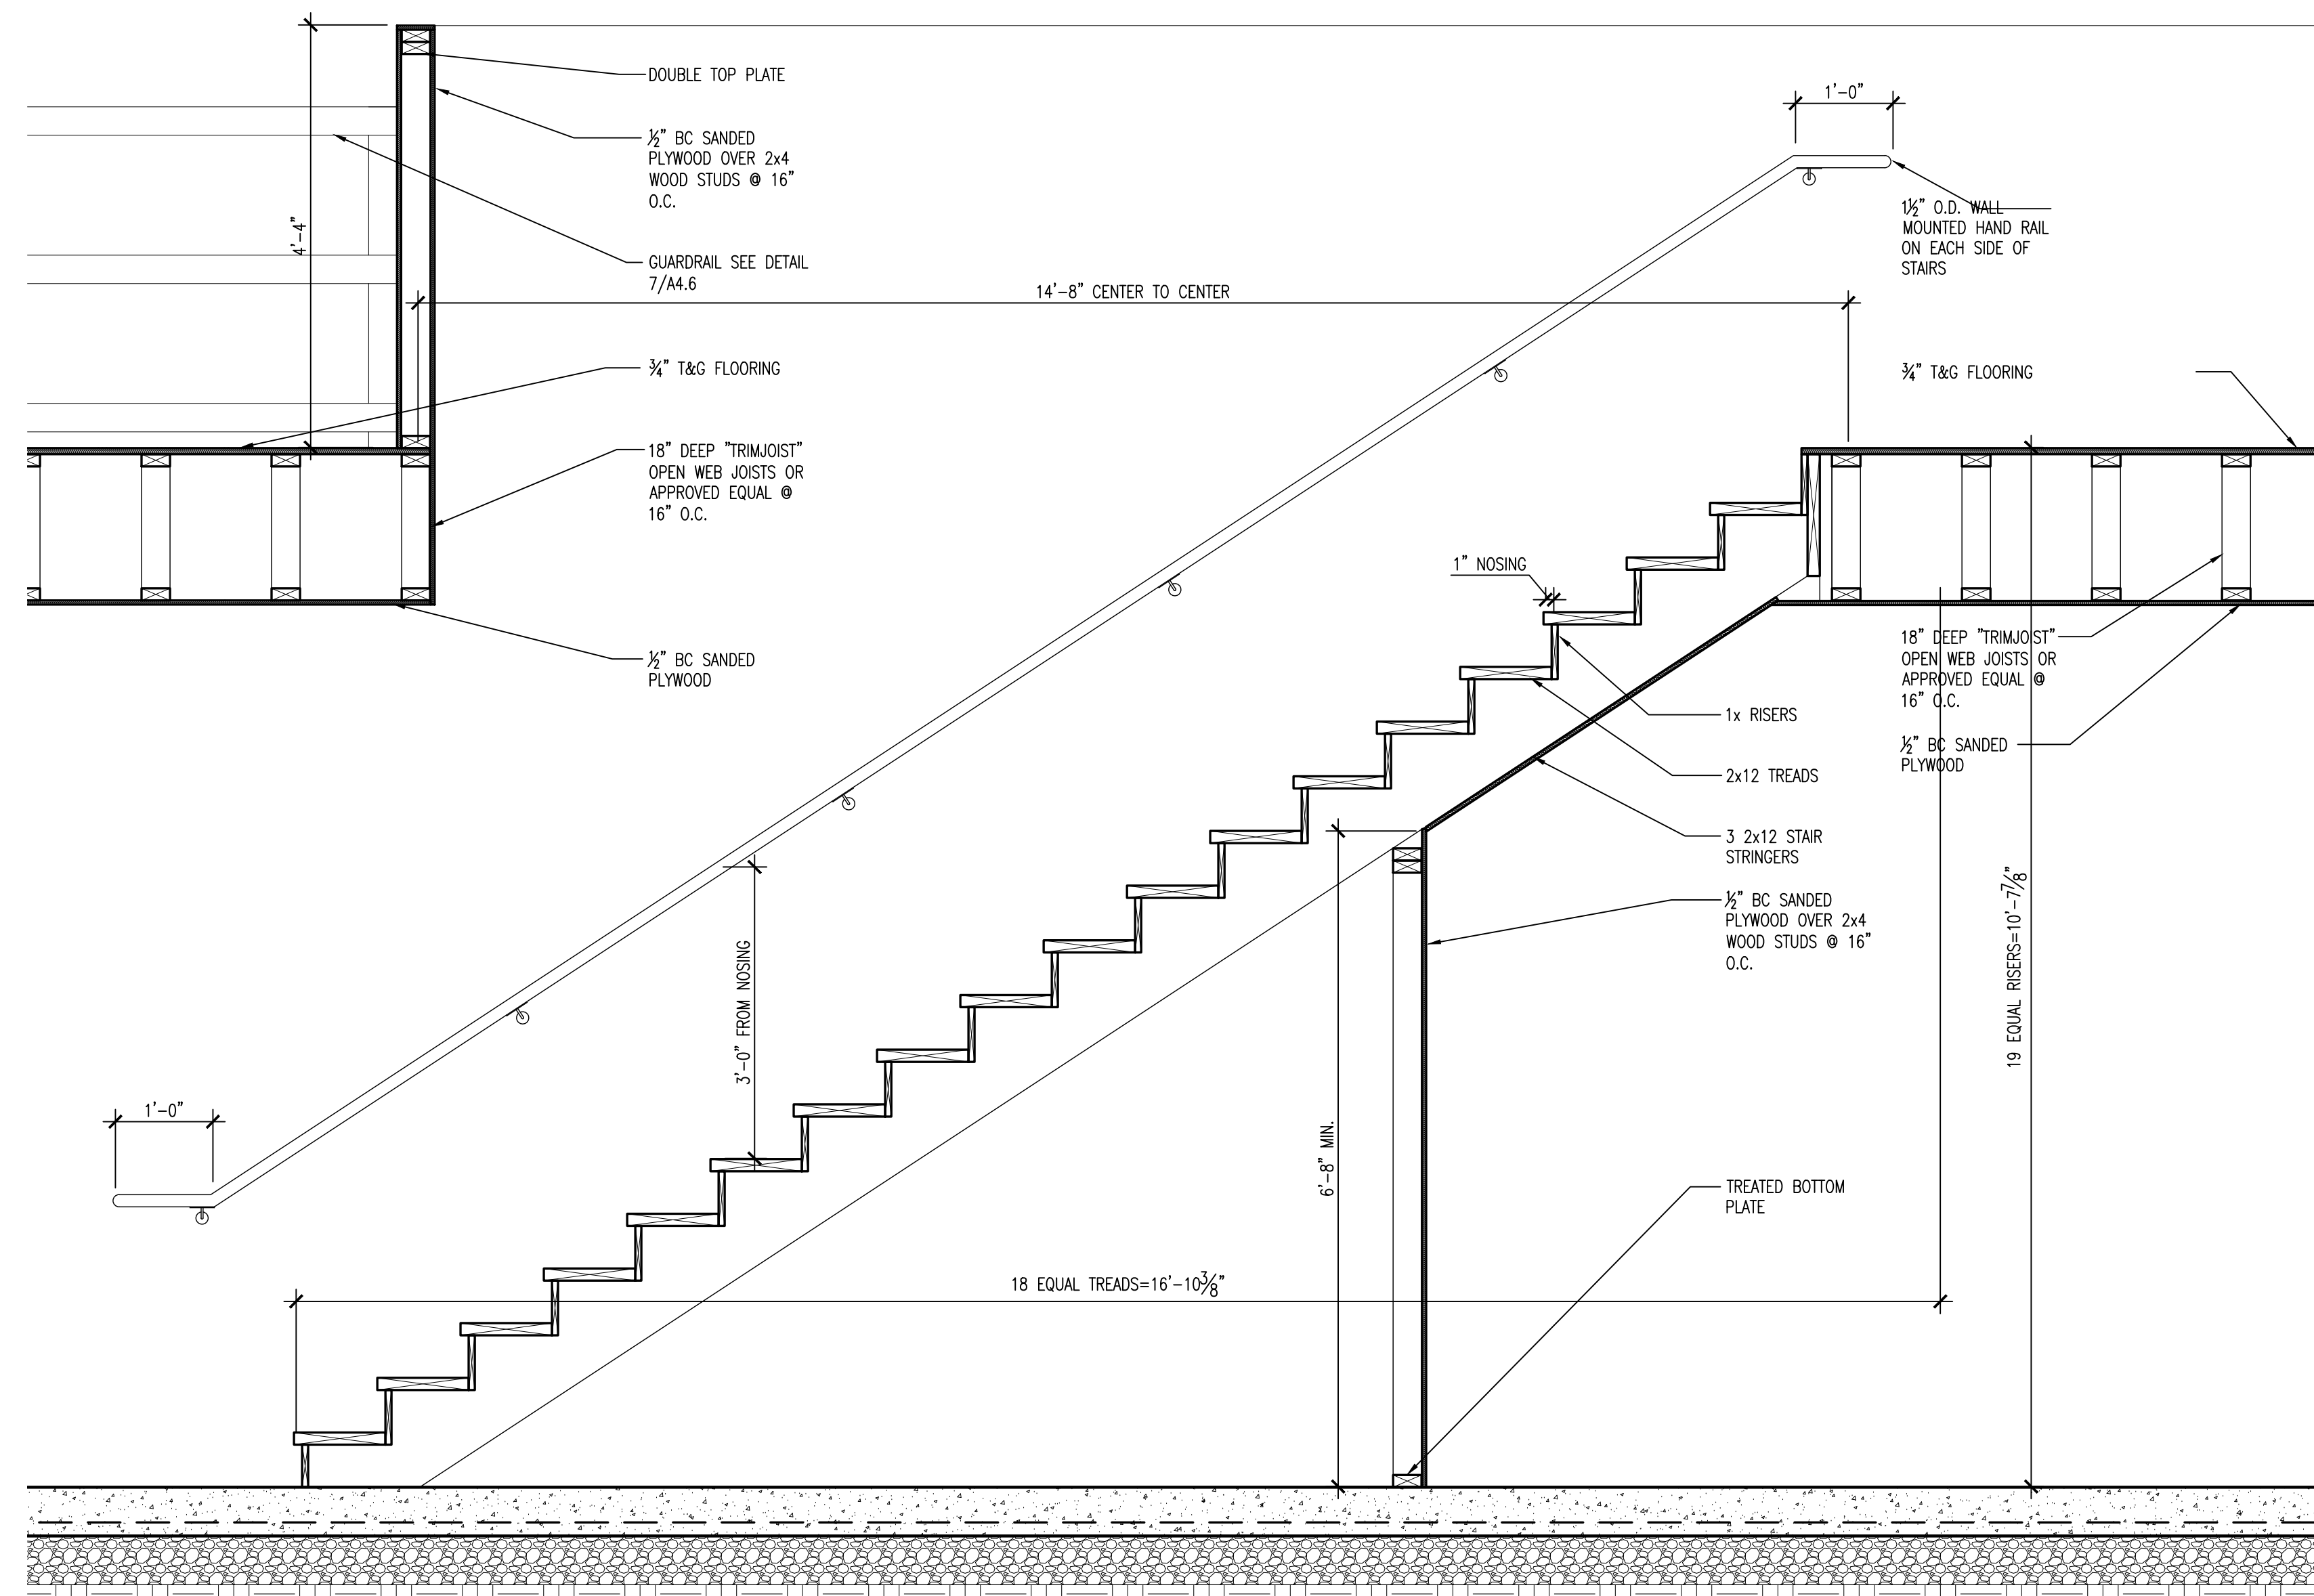 DOUBLE TOP PLATE
½" BC SANDED
PLYWOOD OVER 2x4
WOOD STUDS @ 16"
O.C.
GUARDRAIL SEE DETAIL
7/A4.6
4'-4"
14'-8" CENTER TO CENTER
1'-0"
1½" O.D. WALL
MOUNTED HAND RAIL
ON EACH SIDE OF
STAIRS
¾" T&G FLOORING
¾" T&G FLOORING
18" DEEP "TRIMJOIST"
OPEN WEB JOISTS OR
APPROVED EQUAL @
16" O.C.
½" BC SANDED
PLYWOOD
1" NOSING
18" DEEP "TRIMJOIST"
OPEN WEB JOISTS OR
APPROVED EQUAL @
16" O.C.
½" BC SANDED
PLYWOOD
1x RISERS
2x12 TREADS
3 2x12 STAIR
STRINGERS
½" BC SANDED
PLYWOOD OVER 2x4
WOOD STUDS @ 16"
O.C.
19 EQUAL RISERS=10'-7⅞"
3'-0" FROM NOSING
1'-0"
6'-8" MIN.
TREATED BOTTOM
PLATE
18 EQUAL TREADS=16'-10⅜"